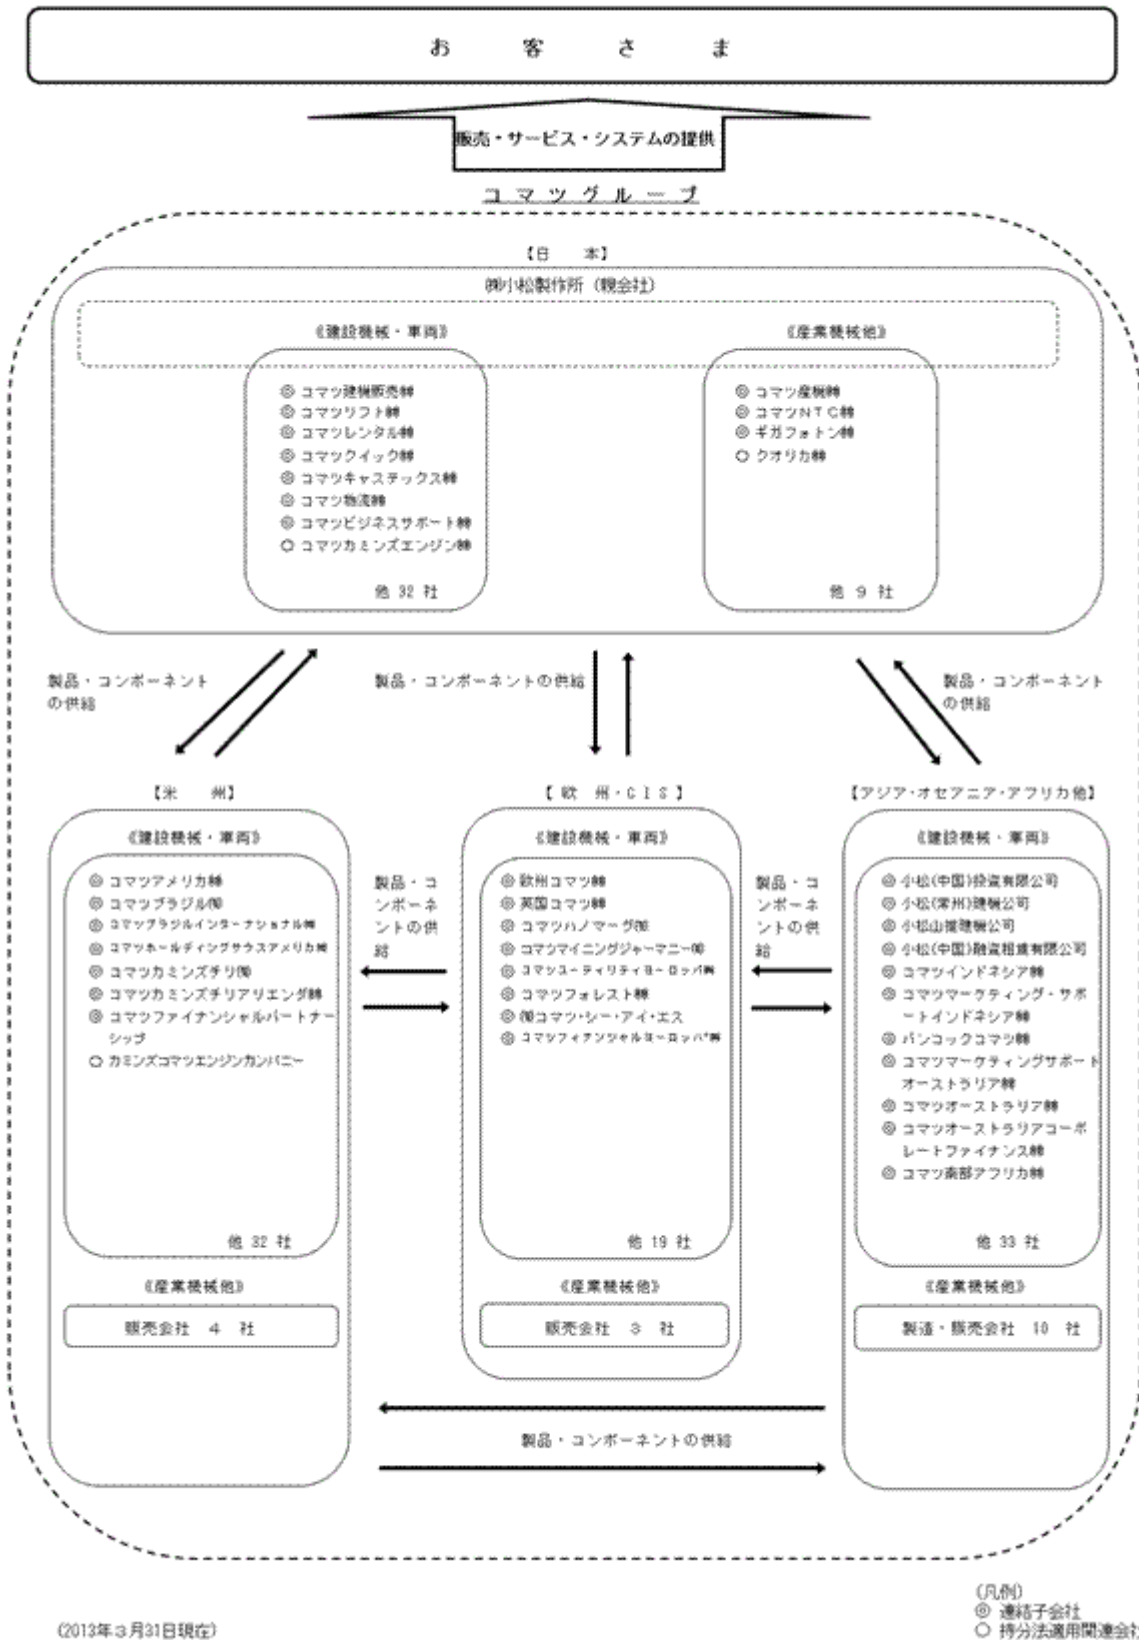 お客さま
販売・サービス・システムの提供
コマツグループ
【日 本】
㈱小松製作所（親会社）
《建設機械・車両》
◎ コマツ建機販売㈱
◎ コマツリフト㈱
◎ コマツレンタル㈱
◎ コマツクイック㈱
◎ コマツキャステックス㈱
◎ コマツ物流㈱
◎ コマツビジネスサポート㈱
○ コマツカミンズエンジン㈱
他 32 社
《産業機械他》
◎ コマツ産機㈱
◎ コマツＮＴＣ㈱
◎ ギガフォトン㈱
○ クオリカ㈱
他 9 社
製品・コンポーネント
の供給
製品・コンポーネントの供給
製品・コンポーネント
の供給
【米 州】
《建設機械・車両》
◎ コマツアメリカ㈱
◎ コマツブラジル㈲
◎ コマツブラジルインターナショナル㈱
◎ コマツホールディングサウスアメリカ㈱
◎ コマツカミンズチリ㈲
◎ コマツカミンズチリアリエンダ㈱
◎ コマツファイナンシャルパートナー
シップ
○ カミンズコマツエンジンカンパニー
他 32 社
《産業機械他》
販売会社 4 社
製品・コ
ンポーネ
ントの供
給
【欧 州・CIS】
《建設機械・車両》
◎ 欧州コマツ㈱
◎ 英国コマツ㈱
◎ コマツハノマーグ㈲
◎ コマツマイニングジャーマニー㈲
◎ コマツユーティリティヨーロッパ㈱
◎ コマツフォレスト㈱
◎ ㈲コマツ・シー・アイ・エス
◎ コマツフィナンシャルヨーロッパ㈱
他 19 社
《産業機械他》
販売会社 3 社
製品・コ
ンポーネ
ントの供
給
【アジア・オセアニア・アフリカ他】
《建設機械・車両》
◎ 小松(中国)投資有限公司
◎ 小松(常州)建機公司
◎ 小松山推建機公司
◎ 小松(中国)融資租賃有限公司
◎ コマツインドネシア㈱
◎ コマツマーケティング・サポ
ートインドネシア㈱
◎ バンコックコマツ㈱
◎ コマツマーケティングサポート
オーストラリア㈱
◎ コマツオーストラリア㈱
◎ コマツオーストラリアコーポ
レートファイナンス㈱
◎ コマツ南部アフリカ㈱
他 33 社
《産業機械他》
製造・販売会社 10 社
製品・コンポーネントの供給
(凡例)
◎ 連結子会社
○ 持分法適用関連会社
(2013年3月31日現在)